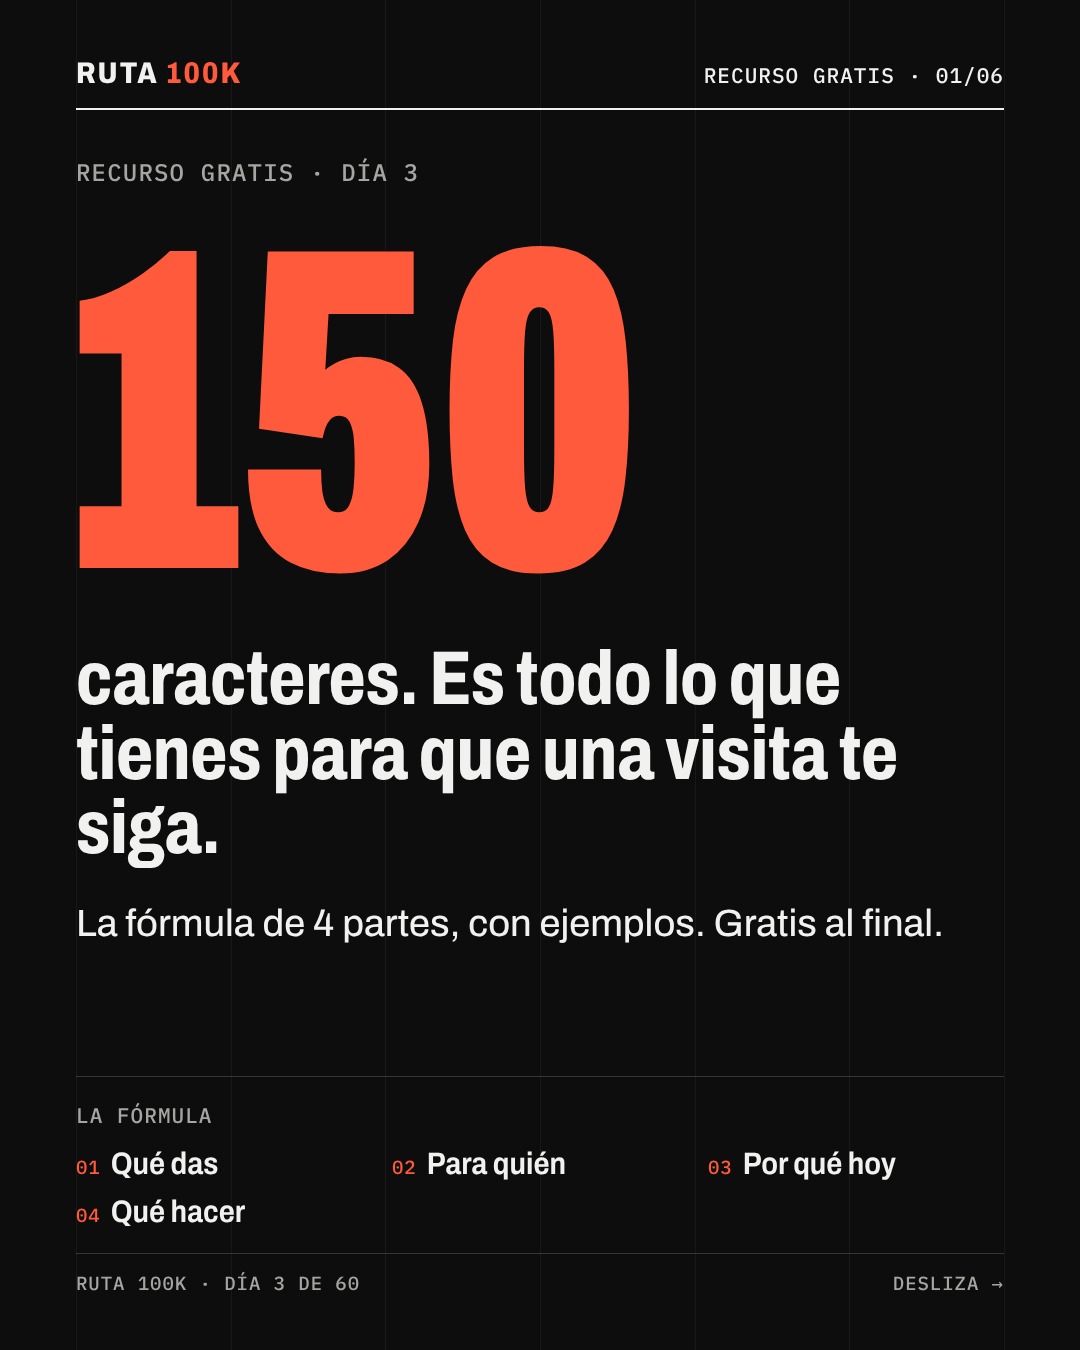 RUTA 100K
RECURSO GRATIS · 01/06
RECURSO GRATIS · DÍA 3
150
caracteres. Es todo lo que
tienes para que una visita te
siga.
La fórmula de 4 partes, con ejemplos. Gratis al final.
LA FÓRMULA
01 Qué das
02 Para quién
03 Por qué hoy
04 Qué hacer
RUTA 100K · DÍA 3 DE 60
DESLIZA →